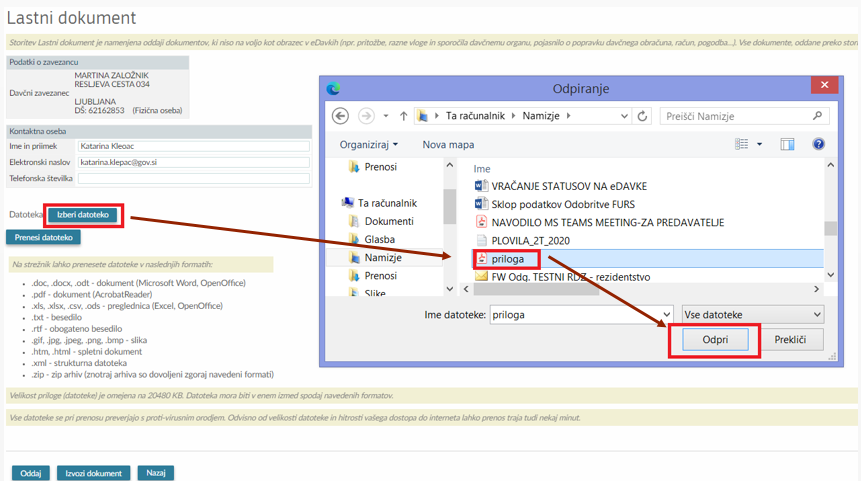 Lastni dokument
Storitev Lastni dokument je namenjena oddaji dokumentov, ki niso na voljo kot obrazec v eDavkih (npr. pritožbe, razne vloge in sporočila davčnemu organu, pojasnilo o popravku davčnega obračuna, račun, pogodba...). Vse dokumente, oddane preko stori
Podatki o zavezancu
Davčni zavezanec
MARTINA ZALOŽNIK
RESLJEVA CESTA 034
LJUBLJANA
DŠ: 62162853 (Fizična oseba)
Kontaktna oseba
Ime in priimek Katarina Kleoac
Elektronski naslov katarina.klepac@gov.si
Telefonska številka
Datoteka Izberi datoteko
Prenesi datoteko
Na strežnik lahko prenesete datoteke v naslednjih formatih:
.doc, .docx, .odt - dokument (Microsoft Word, OpenOffice)
.pdf - dokument (AcrobatReader)
.xls, .xlsx, .csv, .ods - preglednica (Excel, OpenOffice)
.txt - besedilo
.rtf - obogateno besedilo
.gif, .jpg, .jpeg, .png, .bmp - slika
.htm, .html - spletni dokument
.xml - strukturna datoteka
.zip - zip arhiv (znotraj arhiva so dovoljeni zgoraj navedeni formati)
Velikost priloge (datoteke) je omejena na 20480 KB. Datoteka mora biti v enem izmed spodaj navedenih formatov.
Vse datoteke se pri prenosu preverjajo s proti-virusnim orodjem. Odvisno od velikosti datoteke in hitrosti vašega dostopa do interneta lahko prenos traja tudi nekaj minut.
Oddaj Izvozi dokument Nazaj
Odpiranje
Ta računalnik Namizje
Preišči Namizje
Organiziraj Nova mapa
Prenosi
Ta računalnik
Dokumenti
Glasba
Namizje
Prenosi
Slike
Ime
VRAČANJE STATUSOV NA eDAVKE
Sklop podatkov Odobritve FURS
NAVODILO MS TEAMS MEETING-ZA PREDAVATELJE
PLOVILA_2T_2020
priloga
FW Odg. TESTNI RDZ - rezidentstvo
Ime datoteke: priloga Vse datoteke
Odpri Prekliči